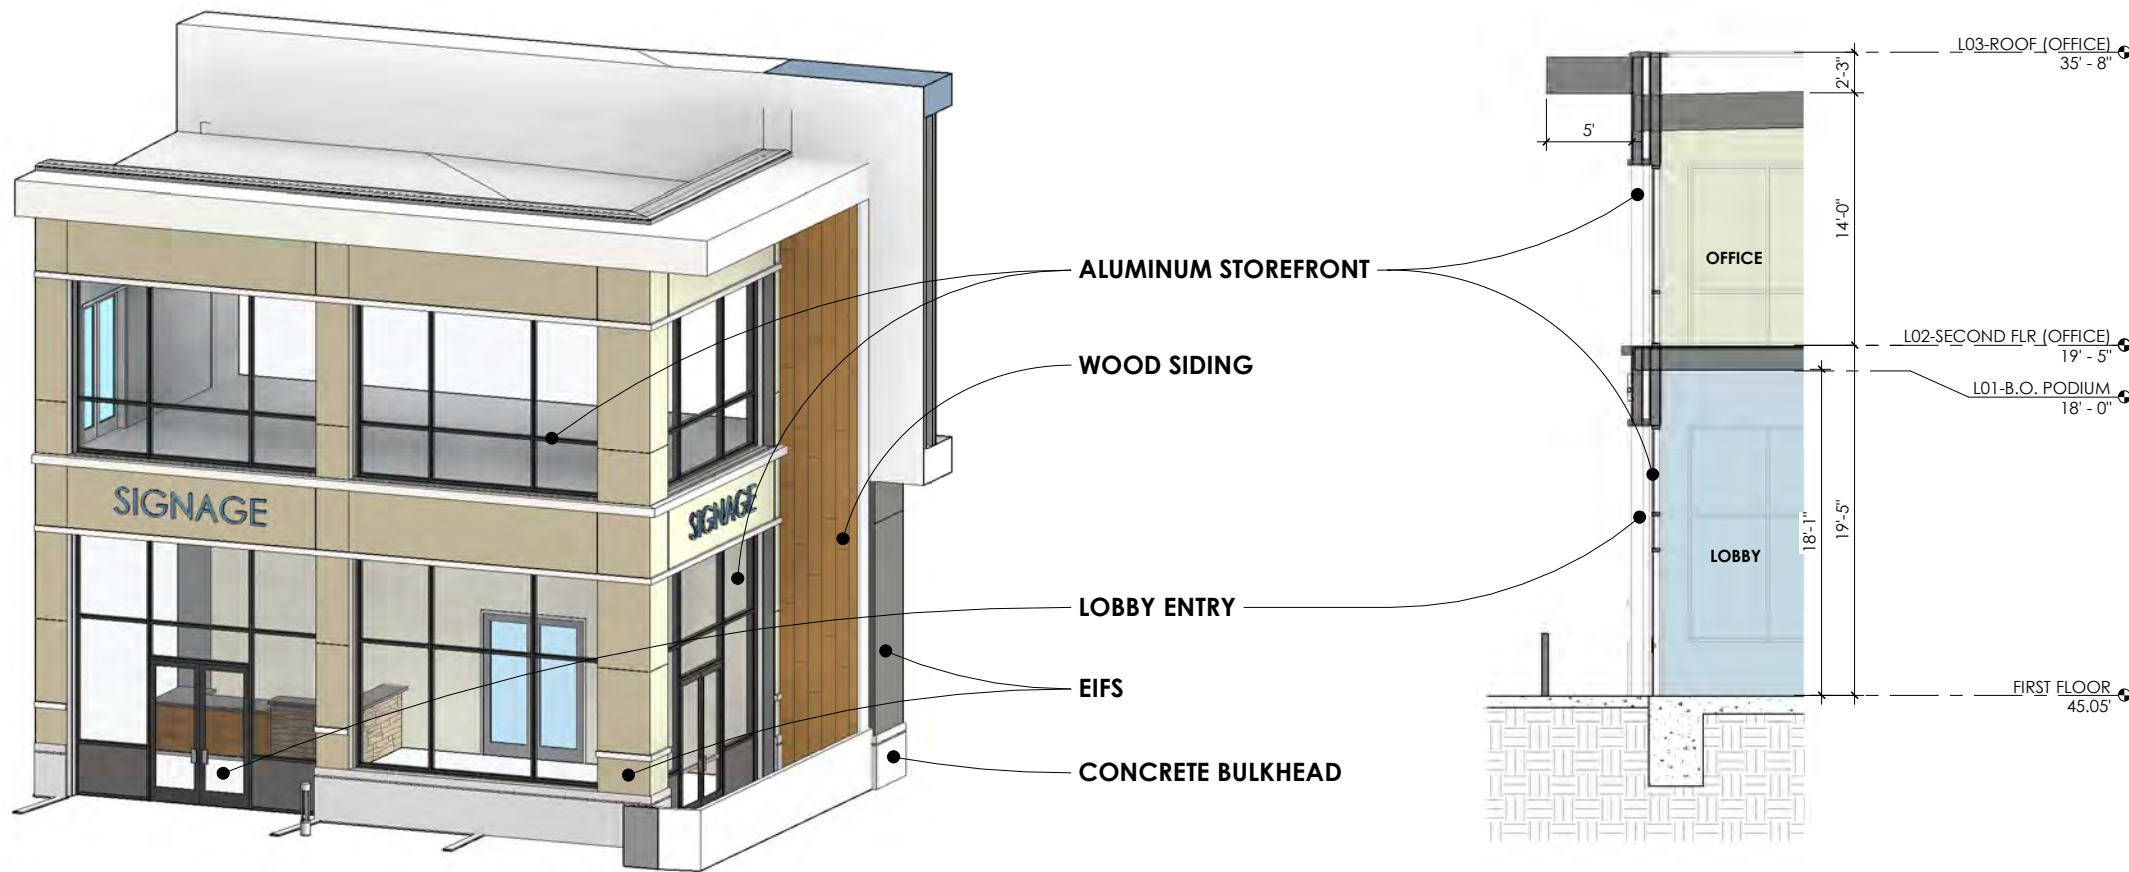 SIGNAGE
SIGNAGE
ALUMINUM STOREFRONT
WOOD SIDING
LOBBY ENTRY
EIFS
CONCRETE BULKHEAD
5'
OFFICE
LOBBY
2'-3"
14'-0"
18'-1"
19'-5"
L03-ROOF (OFFICE)
35' - 8"
L02-SECOND FLR (OFFICE)
19' - 5"
L01-B.O. PODIUM
18' - 0"
FIRST FLOOR
45.05'